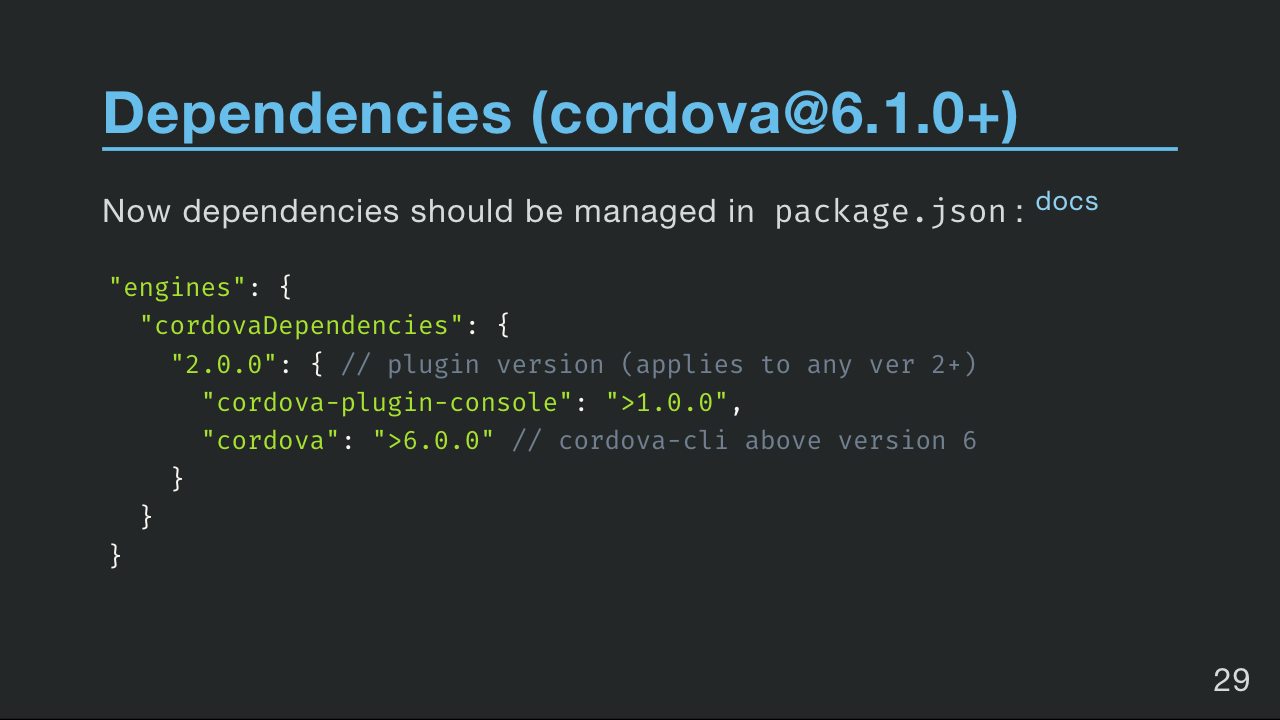 Dependencies (cordova@6.1.0+)
Now dependencies should be managed in package.json: docs
"engines": {
  "cordovaDependencies": {
    "2.0.0": { // plugin version (applies to any ver 2+)
      "cordova-plugin-console": ">1.0.0",
      "cordova": ">6.0.0" // cordova-cli above version 6
    }
  }
}
29